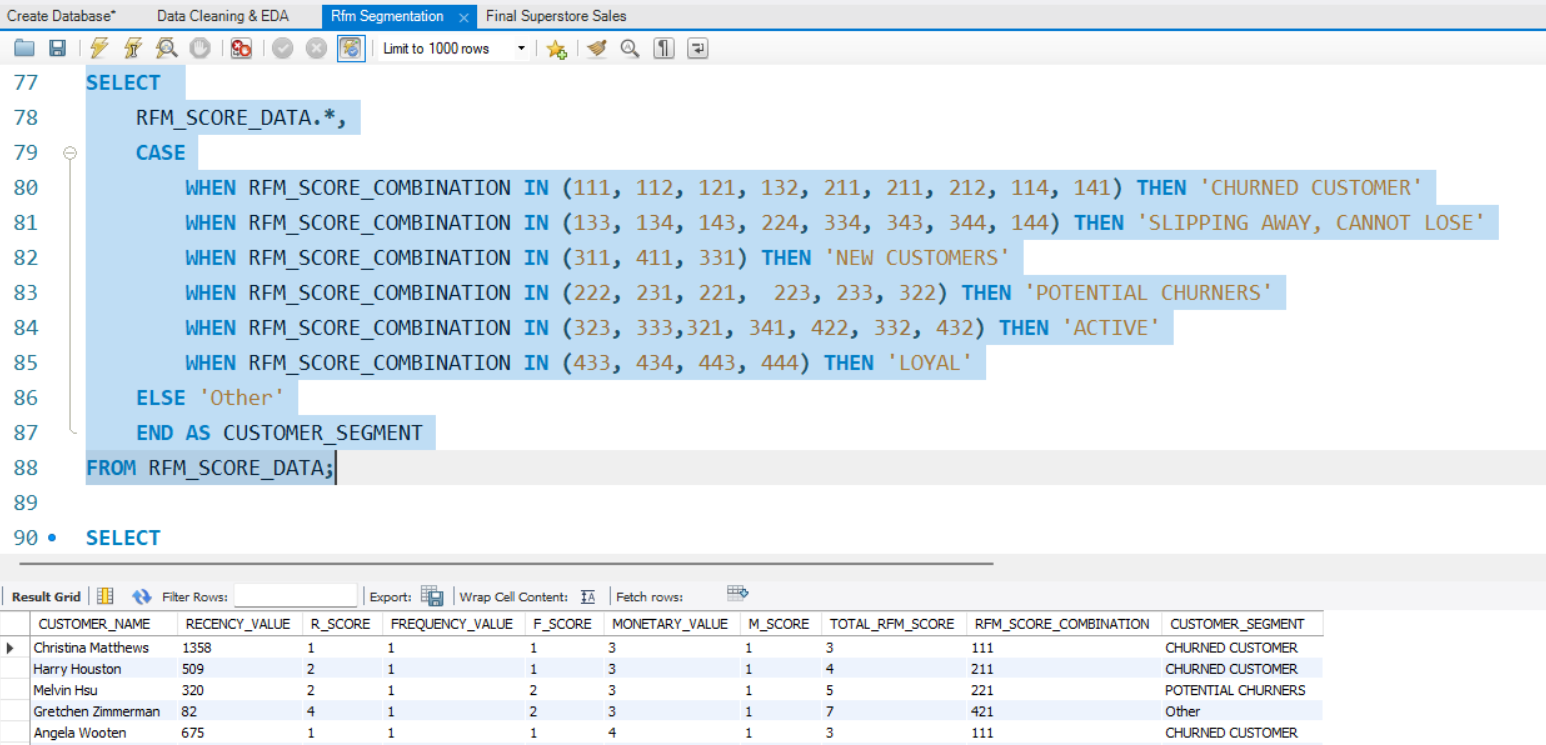 Create Database* Data Cleaning & EDA Rfm Segmentation × Final Superstore Sales
Limit to 1000 rows
77 SELECT
78 RFM_SCORE_DATA.*,
79 CASE
80 WHEN RFM_SCORE_COMBINATION IN (111, 112, 121, 132, 211, 211, 212, 114, 141) THEN 'CHURNED CUSTOMER'
81 WHEN RFM_SCORE_COMBINATION IN (133, 134, 143, 224, 334, 343, 344, 144) THEN 'SLIPPING AWAY, CANNOT LOSE'
82 WHEN RFM_SCORE_COMBINATION IN (311, 411, 331) THEN 'NEW CUSTOMERS'
83 WHEN RFM_SCORE_COMBINATION IN (222, 231, 221,  223, 233, 322) THEN 'POTENTIAL CHURNERS'
84 WHEN RFM_SCORE_COMBINATION IN (323, 333,321, 341, 422, 332, 432) THEN 'ACTIVE'
85 WHEN RFM_SCORE_COMBINATION IN (433, 434, 443, 444) THEN 'LOYAL'
86 ELSE 'Other'
87 END AS CUSTOMER_SEGMENT
88 FROM RFM_SCORE_DATA;
89
90 SELECT
Result Grid Filter Rows: Export: Wrap Cell Content: IA Fetch rows:
CUSTOMER_NAME RECENCY_VALUE R_SCORE FREQUENCY_VALUE F_SCORE MONETARY_VALUE M_SCORE TOTAL_RFM_SCORE RFM_SCORE_COMBINATION CUSTOMER_SEGMENT
Christina Matthews 1358 1 1 1 3 1 3 111 CHURNED CUSTOMER
Harry Houston 509 2 1 1 3 1 4 211 CHURNED CUSTOMER
Melvin Hsu 320 2 1 2 3 1 5 221 POTENTIAL CHURNERS
Gretchen Zimmerman 82 4 1 2 3 1 7 421 Other
Angela Wooten 675 1 1 1 4 1 3 111 CHURNED CUSTOMER